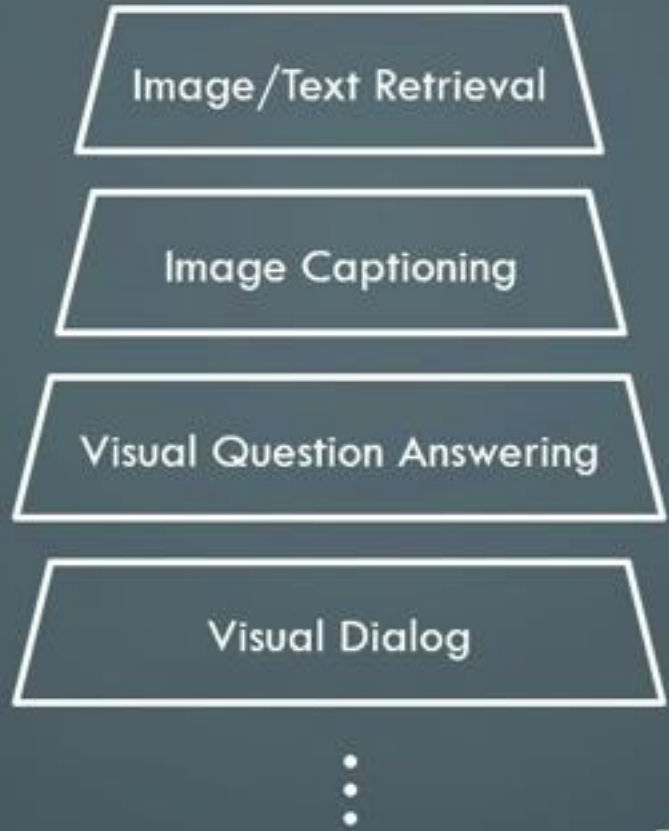 Image/Text Retrieval
Image Captioning
Visual Question Answering
Visual Dialog